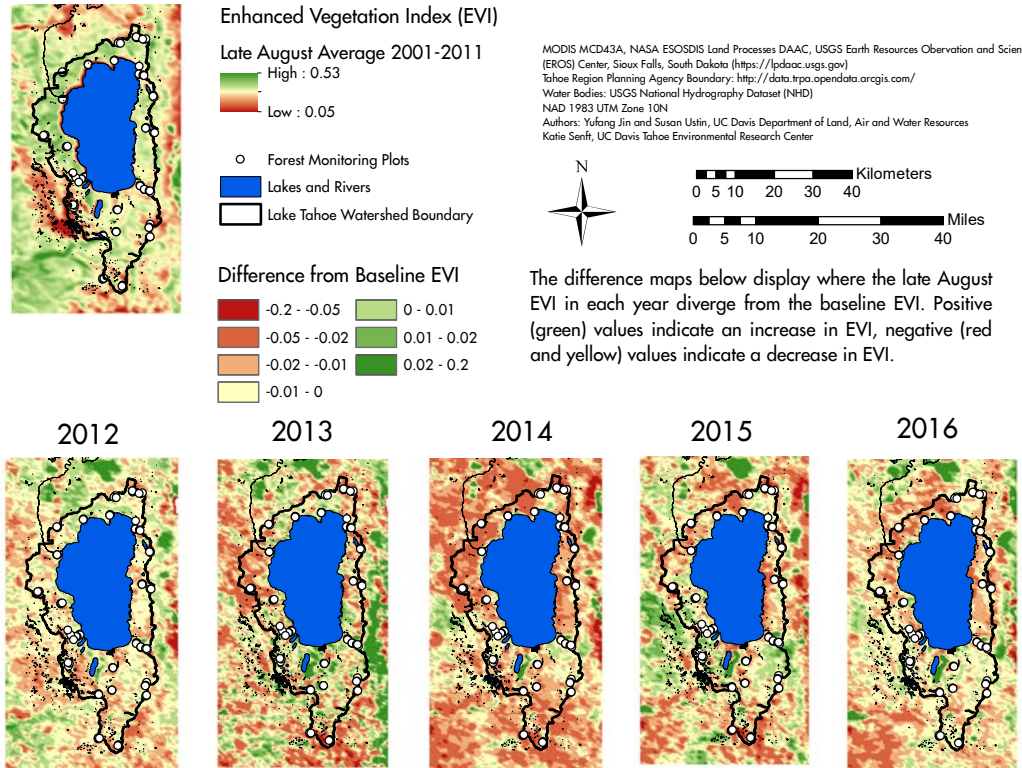 Enhanced Vegetation Index (EVI)
Late August Average 2001-2011
High : 0.53
Low : 0.05
Forest Monitoring Plots
Lakes and Rivers
Lake Tahoe Watershed Boundary
MODIS MCD43A, NASA ESOSDIS Land Processes DAAC, USGS Earth Resources Obervation and Scien
(EROS) Center, Sioux Falls, South Dakota (https://lpdaac.usgs.gov)
Tahoe Region Planning Agency Boundary: http://data.trpa.opendata.arcgis.com/
Water Bodies: USGS National Hydrography Dataset (NHD)
NAD 1983 UTM Zone 10N
Authors: Yufang Jin and Susan Ustin, UC Davis Department of Land, Air and Water Resources
Katie Senft, UC Davis Tahoe Environmental Research Center
N
Kilometers
0 5 10 20 30 40
Miles
0 5 10 20 30 40
Difference from Baseline EVI
-0.2 - -0.05
-0.05 - -0.02
-0.02 - -0.01
-0.01 - 0
0 - 0.01
0.01 - 0.02
0.02 - 0.2
The difference maps below display where the late August
EVI in each year diverge from the baseline EVI. Positive
(green) values indicate an increase in EVI, negative (red
and yellow) values indicate a decrease in EVI.
2012
2013
2014
2015
2016